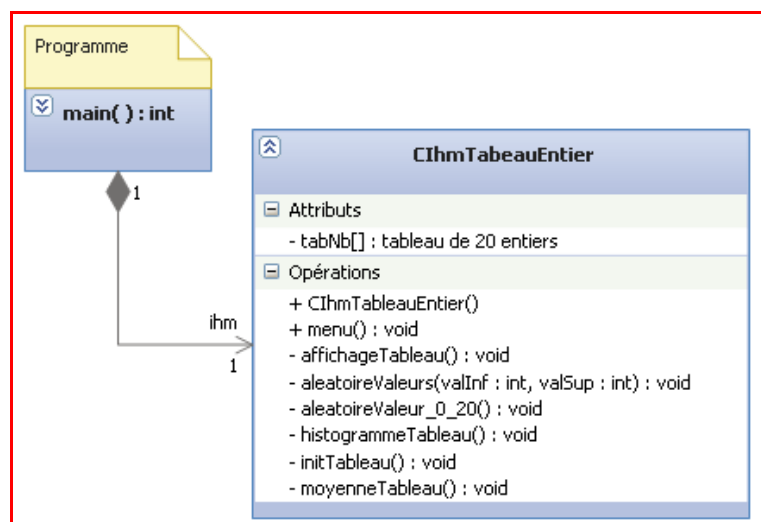 Programme
main( ) : int
1
CIhmTabeauEntier
Attributs
- tabNb[] : tableau de 20 entiers
Opérations
+ CIhmTableauEntier()
+ menu() : void
- affichageTableau() : void
- aleatoireValeurs(valInf : int, valSup : int) : void
- aleatoireValeur_0_20() : void
- histogrammeTableau() : void
- initTableau() : void
- moyenneTableau() : void
ihm
1